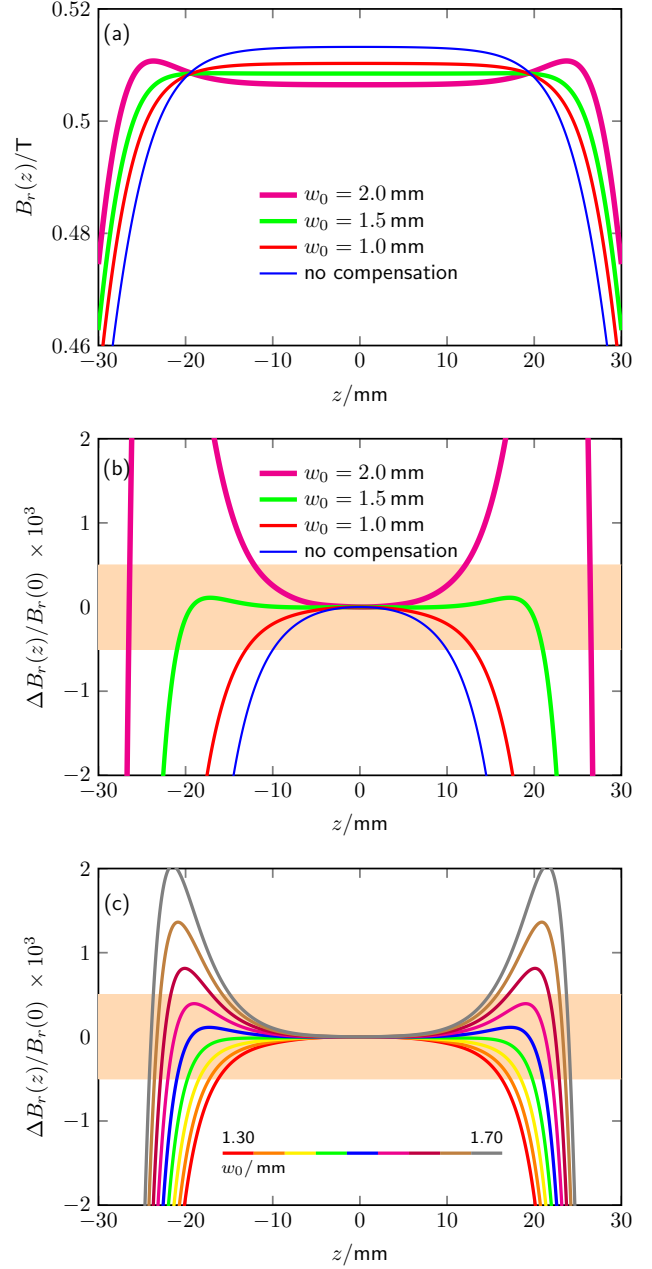 0.52
(a)
0.5
0.48
0.46
B_r(z)/T
w_0 = 2.0 mm
w_0 = 1.5 mm
w_0 = 1.0 mm
no compensation
−30 −20 −10 0 10 20 30
z/mm
2
(b)
1
0
−1
−2
ΔB_r(z)/B_r(0) × 10^3
w_0 = 2.0 mm
w_0 = 1.5 mm
w_0 = 1.0 mm
no compensation
−30 −20 −10 0 10 20 30
z/mm
2
(c)
1
0
−1
−2
ΔB_r(z)/B_r(0) × 10^3
1.30 1.70
w_0/mm
−30 −20 −10 0 10 20 30
z/mm